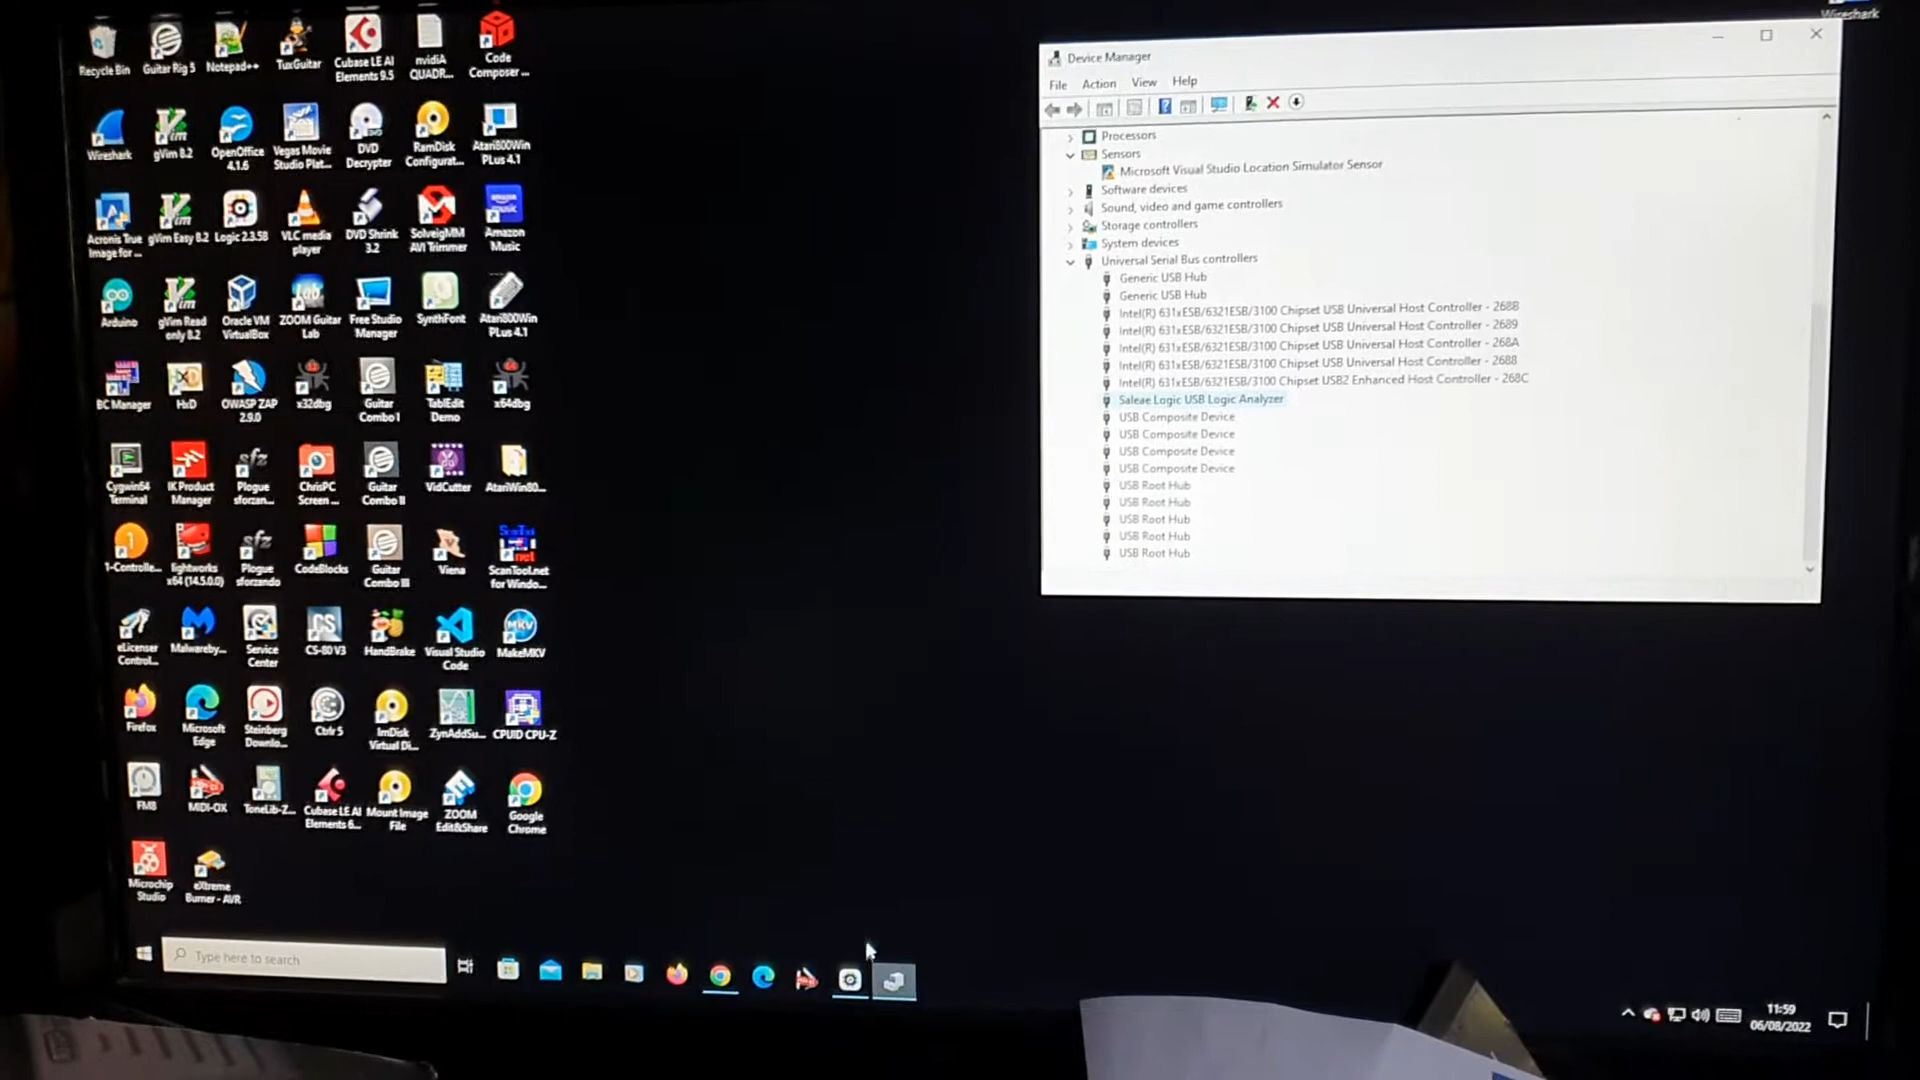 Recycle Bin
Guitar Rig 5
Notepad++
TuxGuitar
Cubase LE AI
Elements 9.5
nvidiA
QUADR...
Code
Composer ...
Wireshark
gVim 8.2
OpenOffice
4.1.6
Vegas Movie
Studio Plat...
DVD
Decrypter
RamDisk
Configurat...
Atari800Win
PLus 4.1
Acronis True
Image for ...
gVim Easy 8.2
Logic 2.3.58
VLC media
player
DVD Shrink
3.2
SolveigMM
AVI Trimmer
Amazon
Music
Arduino
gVim Read
only 8.2
Oracle VM
VirtualBox
ZOOM Guitar
Lab
Free Studio
Manager
SynthFont
Atari800Win
PLus 4.1
BC Manager
HxD
OWASP ZAP
2.9.0
x32dbg
Guitar
Combo I
TablEdit
Demo
x64dbg
Cygwin64
Terminal
IK Product
Manager
sfz
Plogue
sforzan...
ChrisPC
Screen ...
Guitar
Combo II
VidCutter
AtariWin80...
1-Controlle...
lightworks
x64 (14.5.0.0)
sfz
Plogue
sforzando
CodeBlocks
Guitar
Combo III
Viena
ScanTool.net
for Windo...
eLicenser
Control...
Malwareby...
Service
Center
CS
CS-80 V3
HandBrake
Visual Studio
Code
MKV
MakeMKV
Firefox
Microsoft
Edge
Steinberg
Downlo...
Ctrlr 5
ImDisk
Virtual Di...
ZynAddSu...
CPUID CPU-Z
FM8
MIDI-OX
ToneLib-Z...
Cubase LE AI
Elements 6...
Mount Image
File
ZOOM
Edit&Share
Google
Chrome
Microchip
Studio
eXtreme
Burner - AVR
Type here to search
Wireshark
Device Manager
File Action View Help
Processors
Sensors
Microsoft Visual Studio Location Simulator Sensor
Software devices
Sound, video and game controllers
Storage controllers
System devices
Universal Serial Bus controllers
Generic USB Hub
Generic USB Hub
Intel(R) 631xESB/6321ESB/3100 Chipset USB Universal Host Controller - 268B
Intel(R) 631xESB/6321ESB/3100 Chipset USB Universal Host Controller - 2689
Intel(R) 631xESB/6321ESB/3100 Chipset USB Universal Host Controller - 268A
Intel(R) 631xESB/6321ESB/3100 Chipset USB Universal Host Controller - 2688
Intel(R) 631xESB/6321ESB/3100 Chipset USB2 Enhanced Host Controller - 268C
Saleae Logic USB Logic Analyzer
USB Composite Device
USB Composite Device
USB Composite Device
USB Composite Device
USB Root Hub
USB Root Hub
USB Root Hub
USB Root Hub
USB Root Hub
11:59
06/08/2022